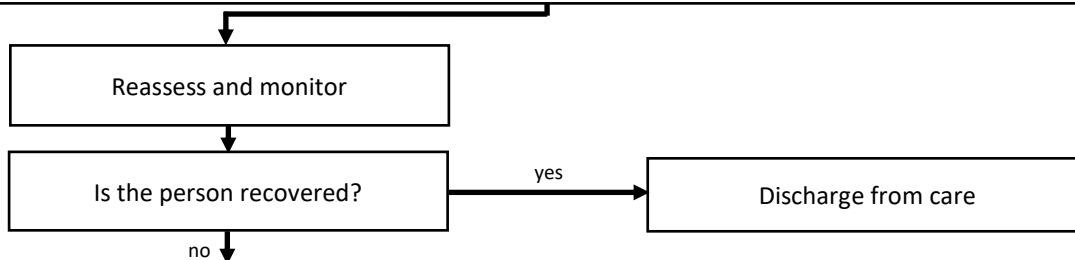 Reassess and monitor
Is the person recovered?
yes
Discharge from care
no